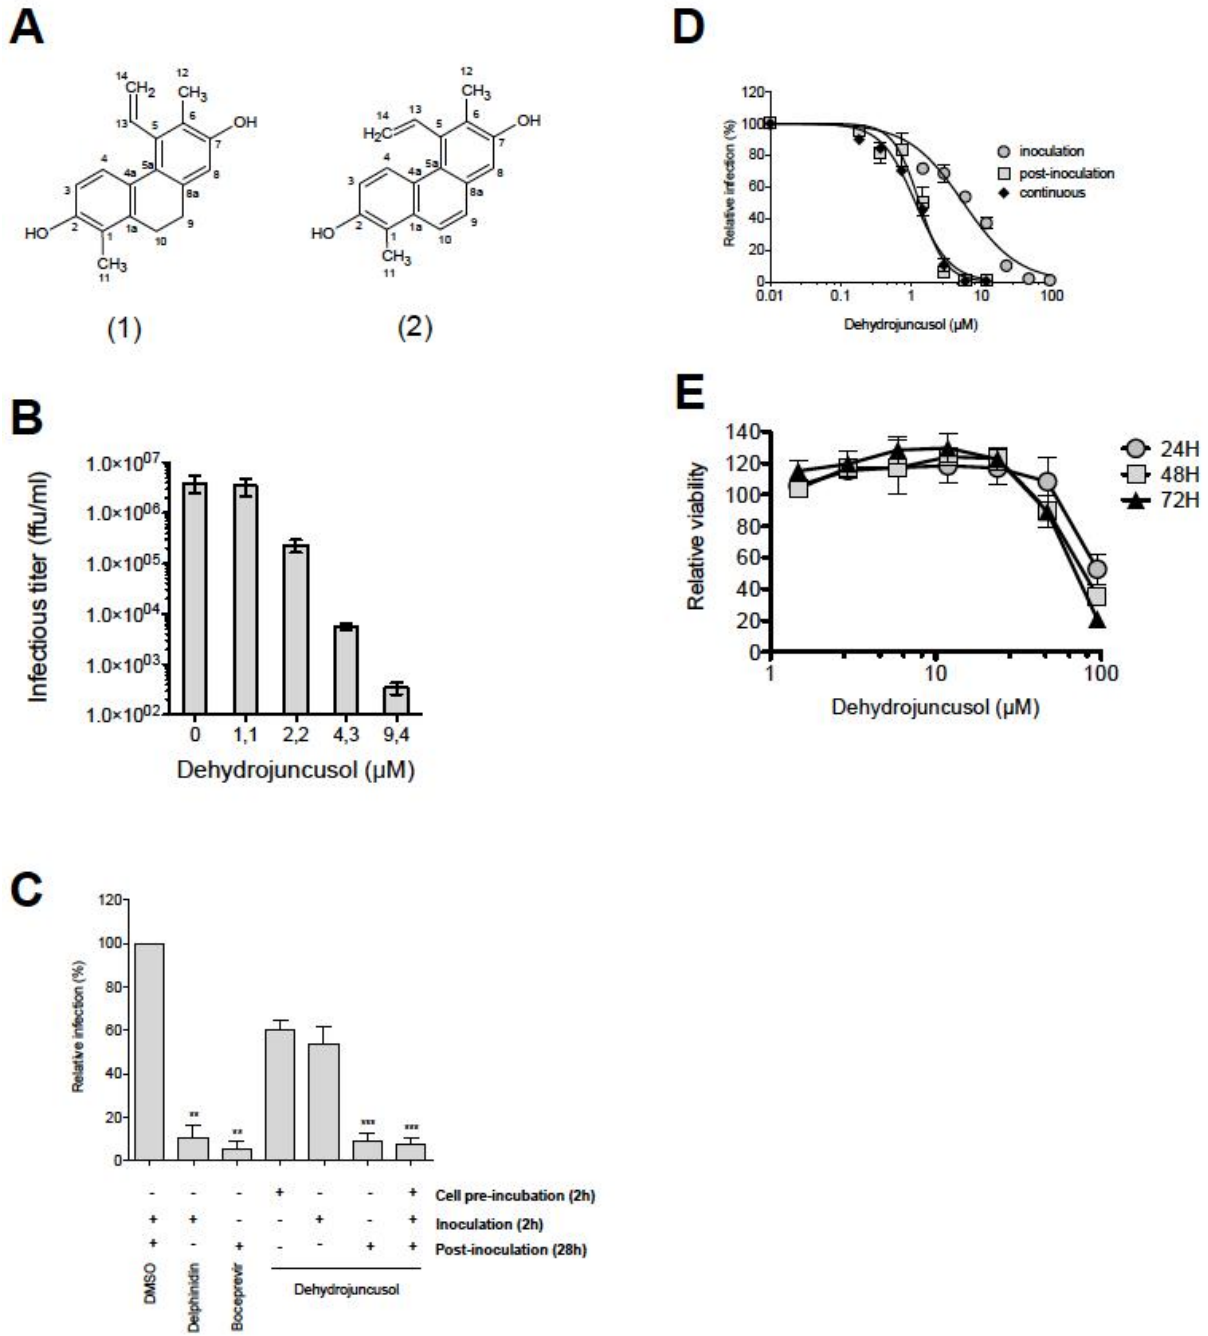 A
14
CH2
12
CH3
13
5
6
OH
7
4
5a
4a
8
3
8a
2
1a
9
HO
1
10
CH3
11
(1)
12
CH3
14
13
H2C
5
6
OH
7
4
5a
4a
8
3
8a
2
1a
9
HO
1
10
CH3
11
(2)
B
Infectious titer (ffu/ml)
1.0×10^07
1.0×10^06
1.0×10^05
1.0×10^04
1.0×10^03
1.0×10^02
0 1,1 2,2 4,3 9,4
Dehydrojuncusol (µM)
C
Relative infection (%)
120
100
80
60
40
20
0
** ** *** ***
- - - + - - + Cell pre-incubation (2h)
+ + - - + - + Inoculation (2h)
+ - + - - + + Post-inoculation (28h)
DMSO
Delphinidin
Boceprevir
Dehydrojuncusol
D
Relative infection (%)
120
100
80
60
40
20
0
0.01 0.1 1 10 100
Dehydrojuncusol (µM)
inoculation
post-inoculation
continuous
E
Relative viability
140
120
100
80
60
40
20
0
1 10 100
Dehydrojuncusol (µM)
24H
48H
72H